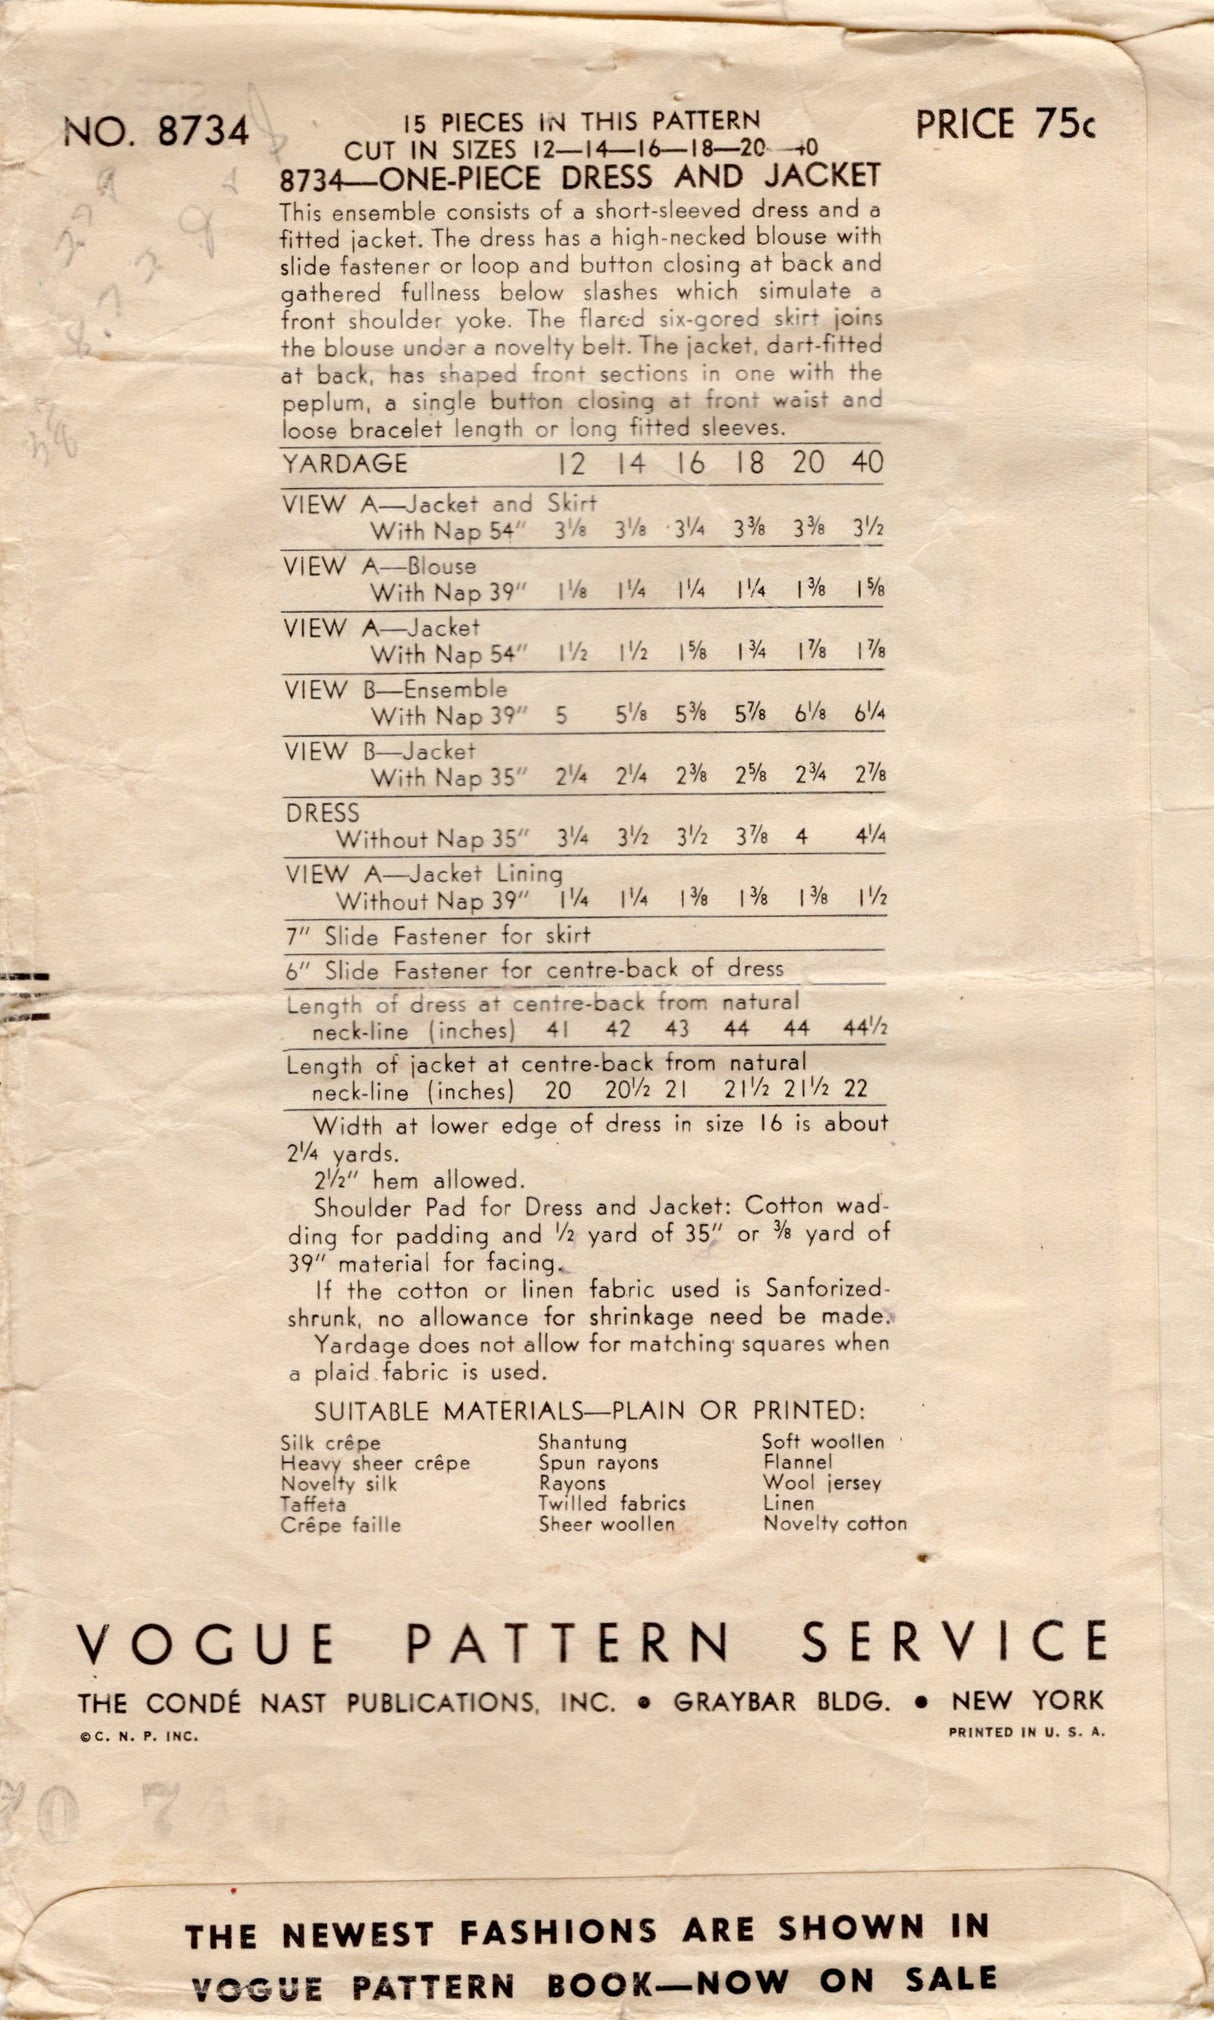 NO. 8734
15 PIECES IN THIS PATTERN
PRICE 75c
CUT IN SIZES 12—14—16—18—20—40
8734—ONE-PIECE DRESS AND JACKET
This ensemble consists of a short-sleeved dress and a
fitted jacket. The dress has a high-necked blouse with
slide fastener or loop and button closing at back and
gathered fullness below slashes which simulate a
front shoulder yoke. The flared six-gored skirt joins
the blouse under a novelty belt. The jacket, dart-fitted
at back, has shaped front sections in one with the
peplum, a single button closing at front waist and
loose bracelet length or long fitted sleeves.
YARDAGE 12 14 16 18 20 40
VIEW A—Jacket and Skirt
With Nap 54" 3⅛ 3⅛ 3¼ 3⅜ 3⅜ 3½
VIEW A—Blouse
With Nap 39" 1⅛ 1¼ 1¼ 1¼ 1⅜ 1⅝
VIEW A—Jacket
With Nap 54" 1½ 1½ 1⅝ 1¾ 1⅞ 1⅞
VIEW B—Ensemble
With Nap 39" 5 5⅛ 5⅜ 5⅞ 6⅛ 6¼
VIEW B—Jacket
With Nap 35" 2¼ 2¼ 2⅜ 2⅝ 2¾ 2⅞
DRESS
Without Nap 35" 3¼ 3½ 3½ 3⅞ 4 4¼
VIEW A—Jacket Lining
Without Nap 39" 1¼ 1¼ 1⅜ 1⅜ 1⅜ 1½
7" Slide Fastener for skirt
6" Slide Fastener for centre-back of dress
Length of dress at centre-back from natural
neck-line (inches) 41 42 43 44 44 44½
Length of jacket at centre-back from natural
neck-line (inches) 20 20½ 21 21½ 21½ 22
Width at lower edge of dress in size 16 is about
2¼ yards.
2½" hem allowed.
Shoulder Pad for Dress and Jacket: Cotton wad-
ding for padding and ½ yard of 35" or ⅜ yard of
39" material for facing.
If the cotton or linen fabric used is Sanforized-
shrunk, no allowance for shrinkage need be made.
Yardage does not allow for matching squares when
a plaid fabric is used.
SUITABLE MATERIALS—PLAIN OR PRINTED:
Silk crêpe Shantung Soft woollen
Heavy sheer crêpe Spun rayons Flannel
Novelty silk Rayons Wool jersey
Taffeta Twilled fabrics Linen
Crêpe faille Sheer woollen Novelty cotton
VOGUE PATTERN SERVICE
THE CONDÉ NAST PUBLICATIONS, INC. • GRAYBAR BLDG. • NEW YORK
©C. N. P. INC. PRINTED IN U. S. A.
THE NEWEST FASHIONS ARE SHOWN IN
VOGUE PATTERN BOOK—NOW ON SALE